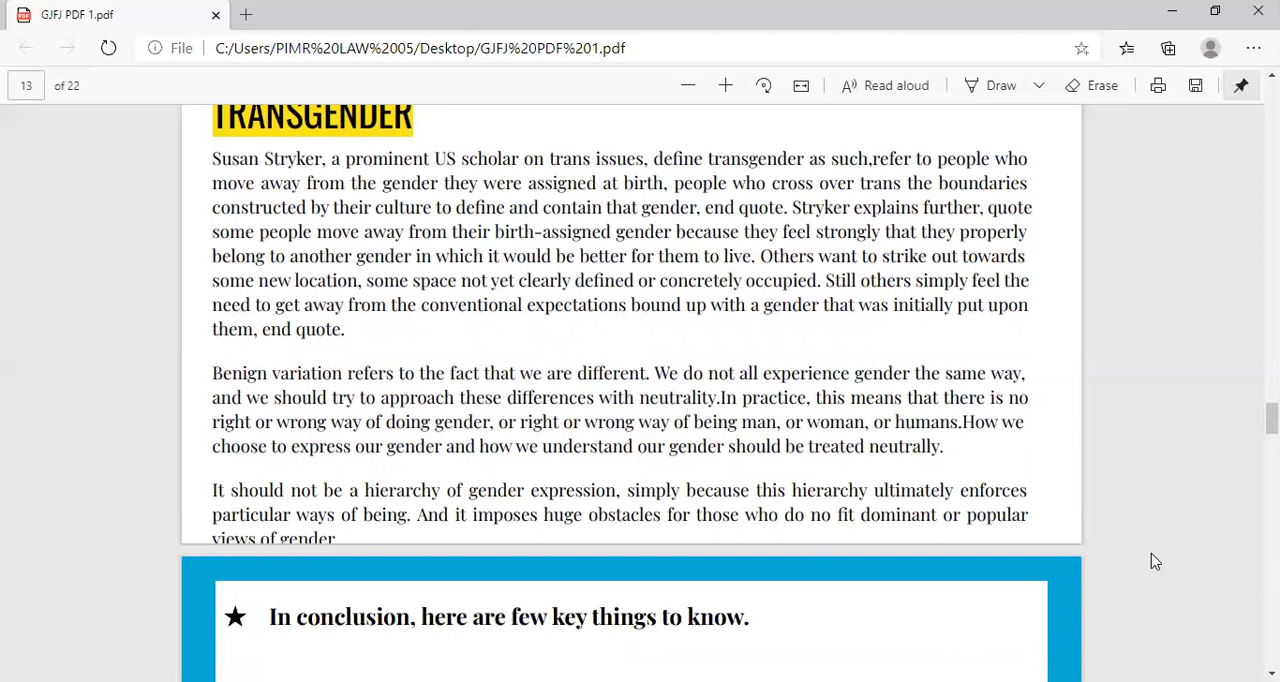 GJFJ PDF 1.pdf
File
C:/Users/PIMR%20LAW%2005/Desktop/GJFJ%20PDF%201.pdf
13 of 22
Read aloud
Draw
Erase
TRANSGENDER
Susan Stryker, a prominent US scholar on trans issues, define transgender as such,refer to people who
move away from the gender they were assigned at birth, people who cross over trans the boundaries
constructed by their culture to define and contain that gender, end quote. Stryker explains further, quote
some people move away from their birth-assigned gender because they feel strongly that they properly
belong to another gender in which it would be better for them to live. Others want to strike out towards
some new location, some space not yet clearly defined or concretely occupied. Still others simply feel the
need to get away from the conventional expectations bound up with a gender that was initially put upon
them, end quote.
Benign variation refers to the fact that we are different. We do not all experience gender the same way,
and we should try to approach these differences with neutrality.In practice, this means that there is no
right or wrong way of doing gender, or right or wrong way of being man, or woman, or humans.How we
choose to express our gender and how we understand our gender should be treated neutrally.
It should not be a hierarchy of gender expression, simply because this hierarchy ultimately enforces
particular ways of being. And it imposes huge obstacles for those who do no fit dominant or popular
views of gender
★ In conclusion, here are few key things to know.